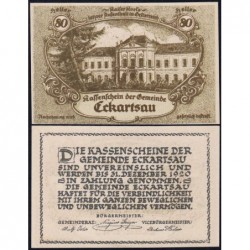 50
Heller
Heller
50
Kassenschein der Gemeinde
Eckartsau
DIE KASSENSCHEINE DER
GEMEINDE ECKARTSAU SIND
UNVERZINSLICH UND
WERDEN BIS 31. DEZEMBER 1920
IN ZAHLUNG GENOMMEN.
DIE GEMEINDE ECKARTSAU
HAFTET FÜR DIE VERBINDLICHKEIT
MIT IHREM GANZEN BEWEGLICHEN UND
UNBEWEGLICHEN VERMÖGEN.
BÜRGERMEISTER:
GEMEINDERAT: VIZEBÜRGERMEISTER: